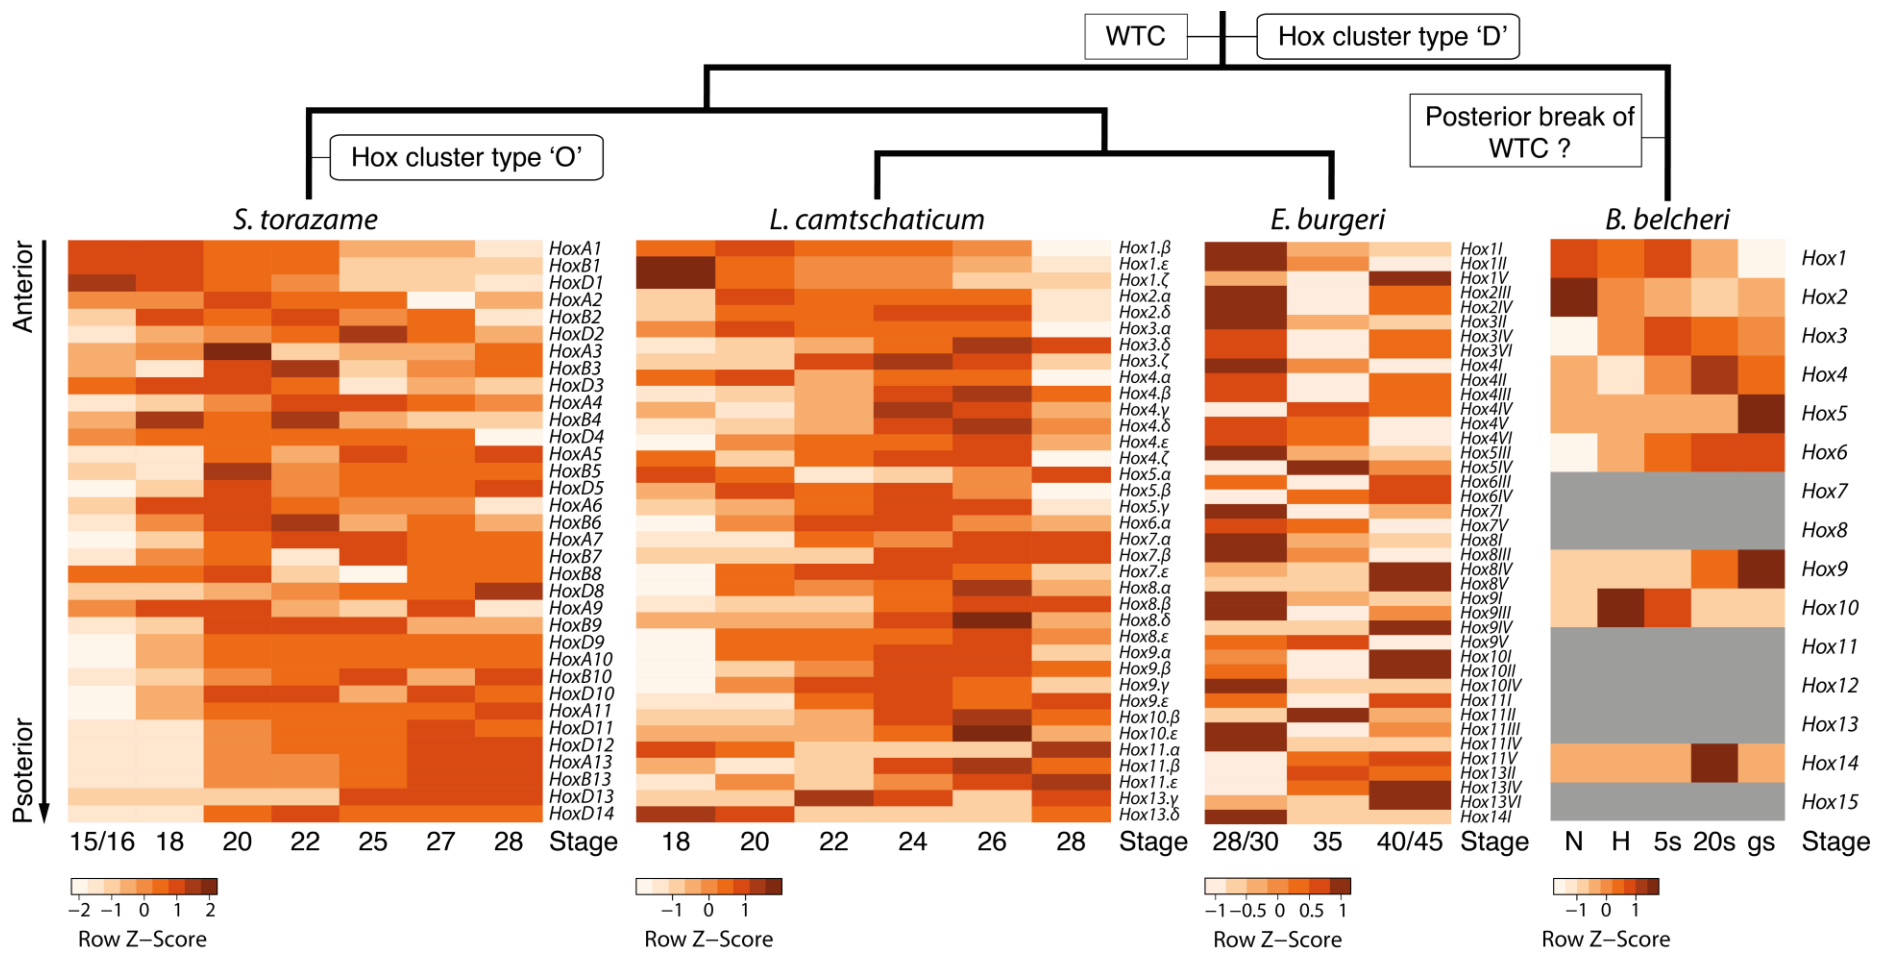 WTC
Hox cluster type ‘D’
Posterior break of
WTC ?
Hox cluster type ‘O’
S. torazame
L. camtschaticum
E. burgeri
B. belcheri
Anterior
Psoterior
HoxA1
HoxB1
HoxD1
HoxA2
HoxB2
HoxD2
HoxA3
HoxB3
HoxD3
HoxA4
HoxB4
HoxD4
HoxA5
HoxB5
HoxD5
HoxA6
HoxB6
HoxA7
HoxB7
HoxB8
HoxD8
HoxA9
HoxB9
HoxD9
HoxA10
HoxB10
HoxD10
HoxA11
HoxD11
HoxD12
HoxA13
HoxB13
HoxD13
HoxD14
15/16 18 20 22 25 27 28 Stage
−2 −1 0 1 2
Row Z−Score
Hox1.β
Hox1.ε
Hox1.ζ
Hox2.α
Hox2.δ
Hox3.α
Hox3.δ
Hox3.ζ
Hox4.α
Hox4.β
Hox4.γ
Hox4.δ
Hox4.ε
Hox4.ζ
Hox5.α
Hox5.β
Hox5.γ
Hox6.α
Hox7.α
Hox7.β
Hox7.ε
Hox8.α
Hox8.β
Hox8.δ
Hox8.ε
Hox9.α
Hox9.β
Hox9.γ
Hox9.ε
Hox10.β
Hox10.ε
Hox11.α
Hox11.β
Hox11.ε
Hox13.γ
Hox13.δ
18 20 22 24 26 28 Stage
−1 0 1
Row Z−Score
Hox1I
Hox1II
Hox1V
Hox2III
Hox2IV
Hox3II
Hox3IV
Hox3VI
Hox4I
Hox4II
Hox4III
Hox4IV
Hox4V
Hox4VI
Hox5III
Hox5IV
Hox6III
Hox6IV
Hox7I
Hox7V
Hox8I
Hox8III
Hox8IV
Hox8V
Hox9I
Hox9III
Hox9IV
Hox9V
Hox10I
Hox10II
Hox10IV
Hox11I
Hox11II
Hox11III
Hox11IV
Hox11V
Hox13II
Hox13IV
Hox13VI
Hox14I
28/30 35 40/45 Stage
−1 −0.5 0 0.5 1
Row Z−Score
Hox1
Hox2
Hox3
Hox4
Hox5
Hox6
Hox7
Hox8
Hox9
Hox10
Hox11
Hox12
Hox13
Hox14
Hox15
N H 5s 20s gs Stage
−1 0 1
Row Z−Score